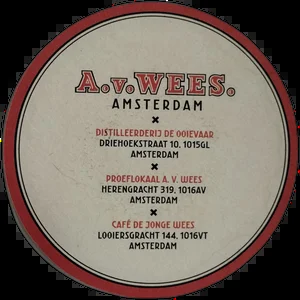 A.v.WEES.
AMSTERDAM
DISTILLEERDERIJ DE OOIEVAAR
DRIEHOEKSTRAAT 10, 1015GL
AMSTERDAM
PROEFLOKAAL A. V. WEES
HERENGRACHT 319, 1016AV
AMSTERDAM
CAFÉ DE JONGE WEES
LOOIERSGRACHT 144, 1016VT
AMSTERDAM